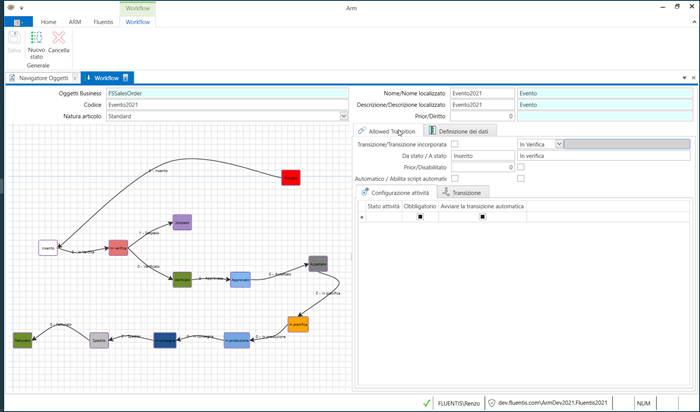 Workflow
Arm
Home
ARM
Fluentis
Workflow
Salva
Nuovo stato
Cancella
Generale
Navigatore Oggetti
Workflow
Oggetti Business
FSSalesOrder
Codice
Evento2021
Natura articolo
Standard
Nome/Nome localizzato
Evento2021
Evento
Descrizione/Descrizione localizzato
Evento2021
Evento
Prior/Diritto
0
Allowed Transition
Definizione dei dati
Transizione/Transizione incorporata
In Verifica
Da stato / A stato
Inserito
In verifica
Prior/Disabilitato
0
Automatico / Abilita script automatic
Configurazione attività
Transizione
Stato attività
Obbligatorio
Avviare la transizione automatica
0 - Inserito
Inserito
0 - In Verifica
In verifica
1 - Sospeso
Sospeso
0 - Verificato
Verificato
0 - Approvato
Approvato
0 - Accettato
Accettato
0 - In pianifica
In pianifica
0 - In produzione
In produzione
0 - In consegna
In consegna
0 - Spedito
Spedito
0 - Fatturato
Fatturato
FLUENTIS\Renzo
dev.fluentis.com\ArmDev2021.Fluentis2021
NUM